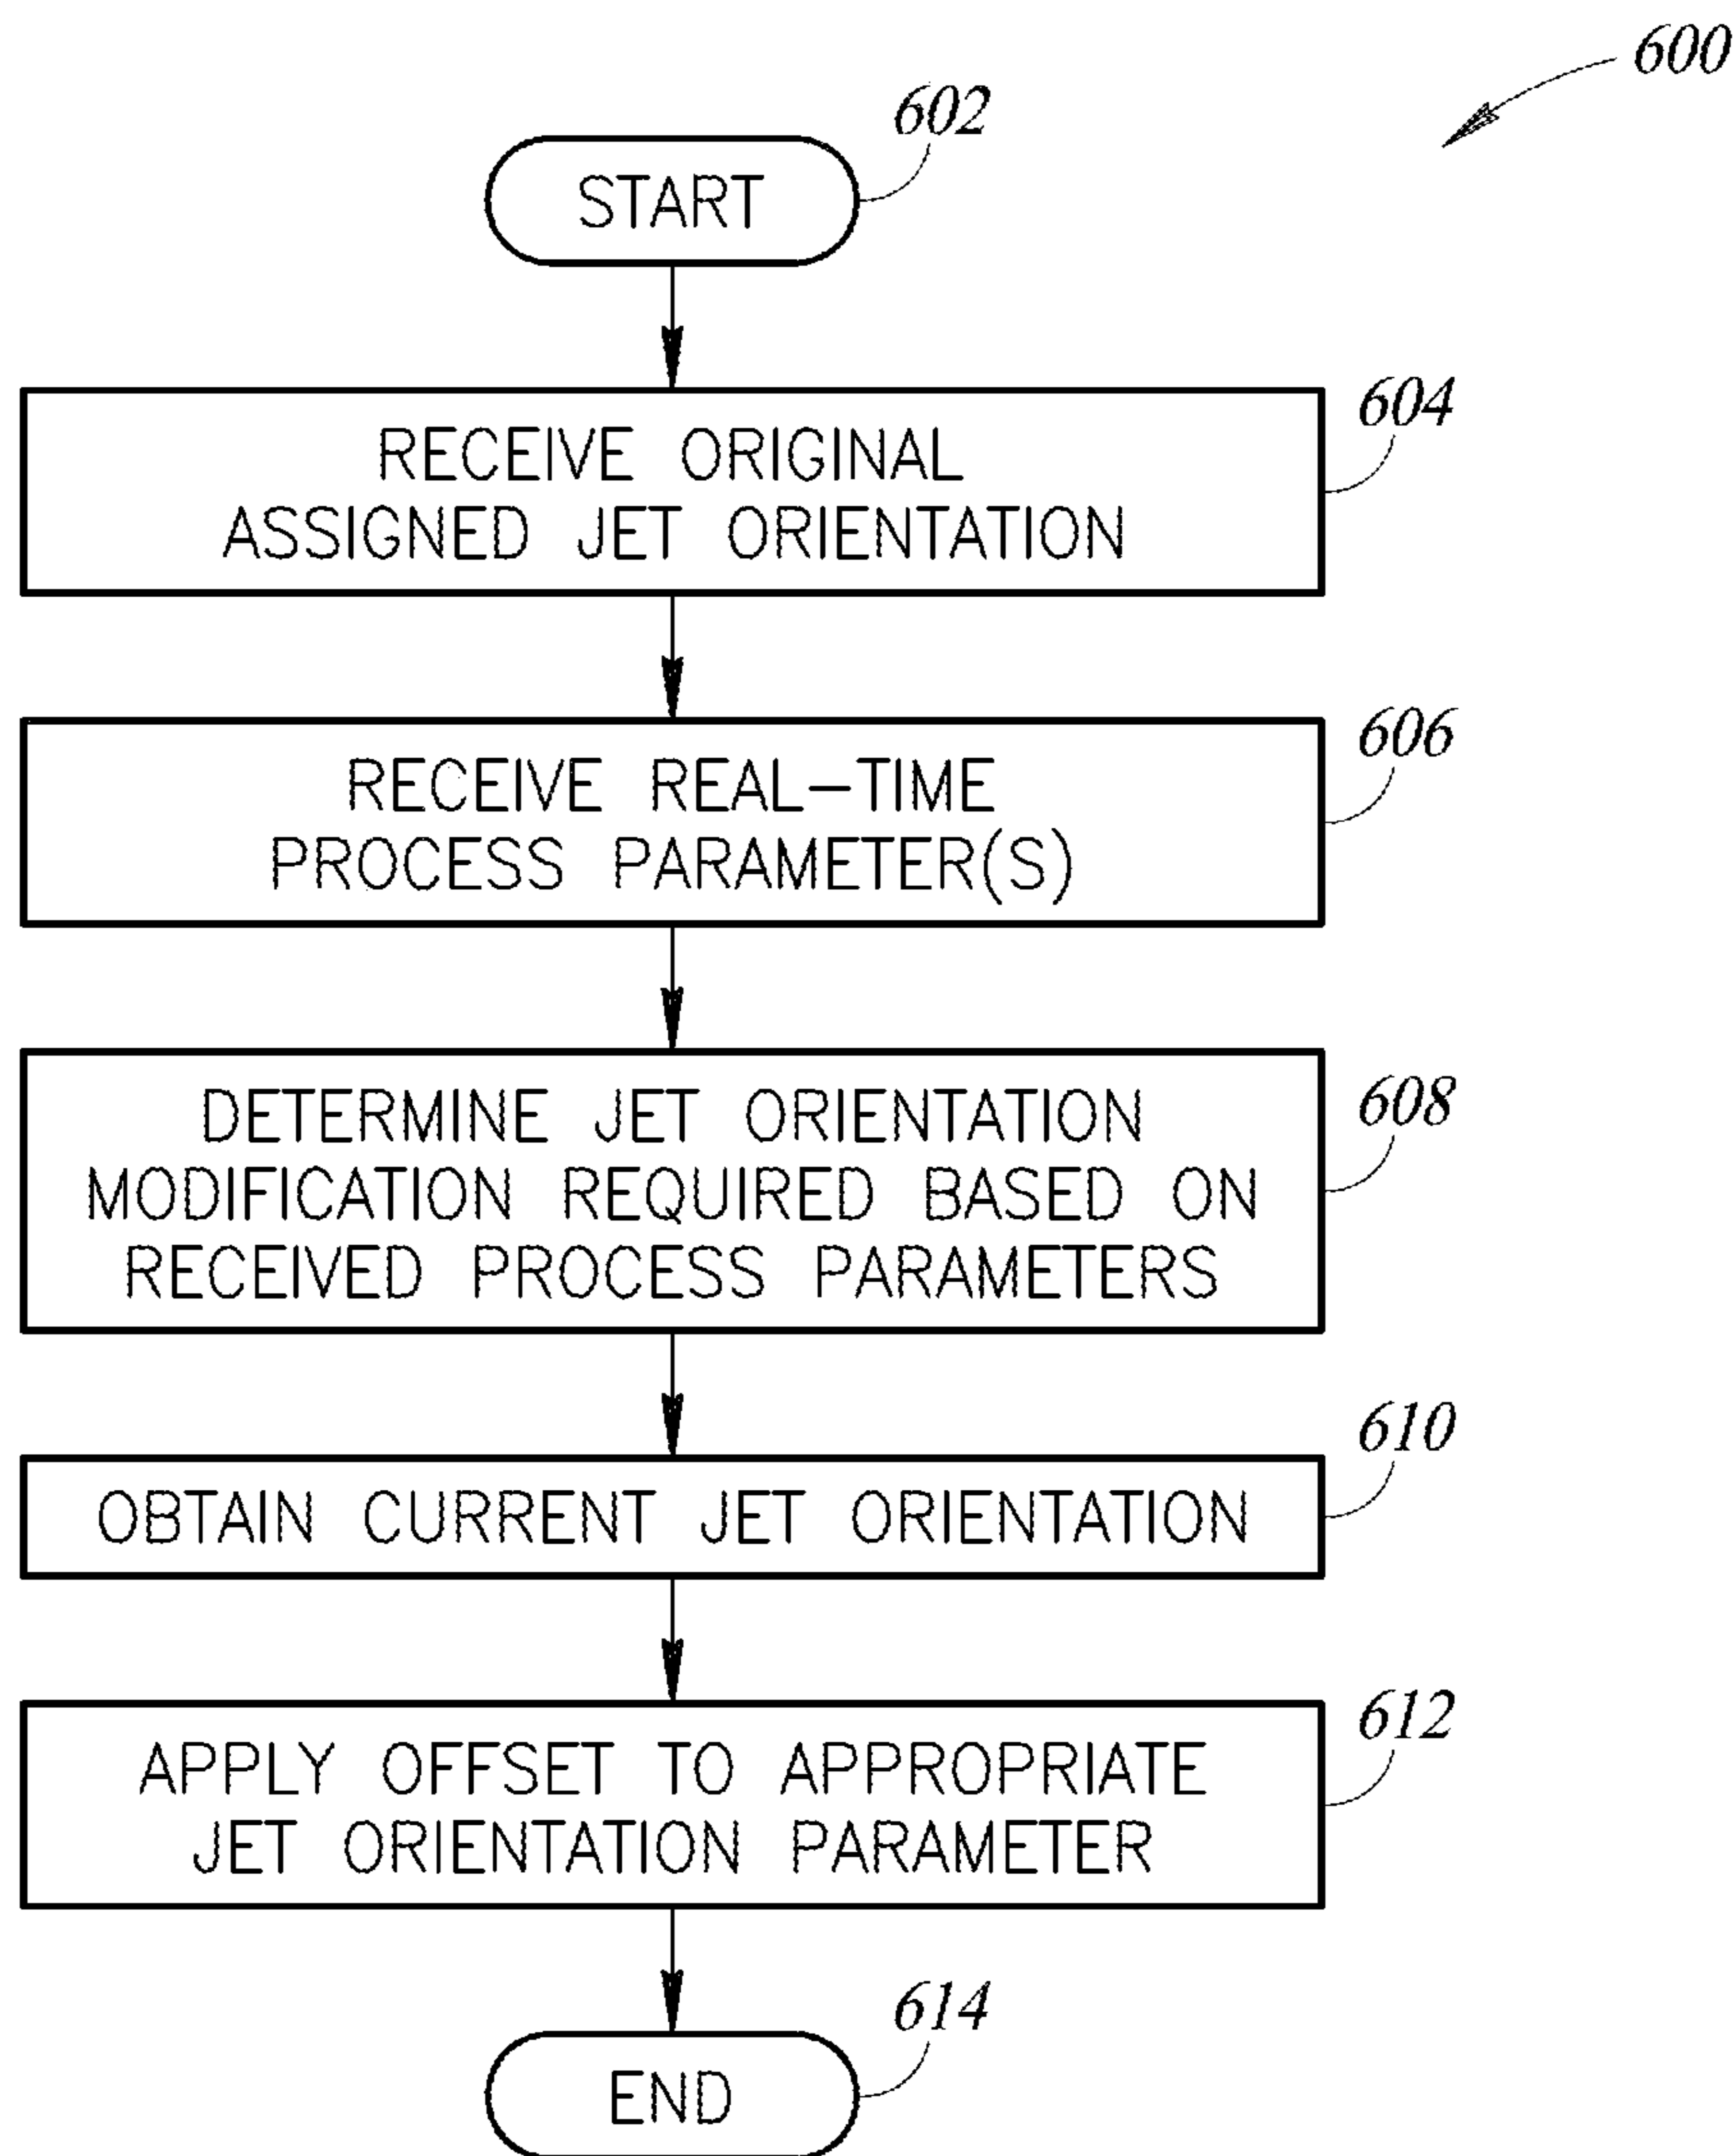 600
602
START
604
RECEIVE ORIGINAL
ASSIGNED JET ORIENTATION
606
RECEIVE REAL-TIME
PROCESS PARAMETER(S)
608
DETERMINE JET ORIENTATION
MODIFICATION REQUIRED BASED ON
RECEIVED PROCESS PARAMETERS
610
OBTAIN CURRENT JET ORIENTATION
612
APPLY OFFSET TO APPROPRIATE
JET ORIENTATION PARAMETER
614
END